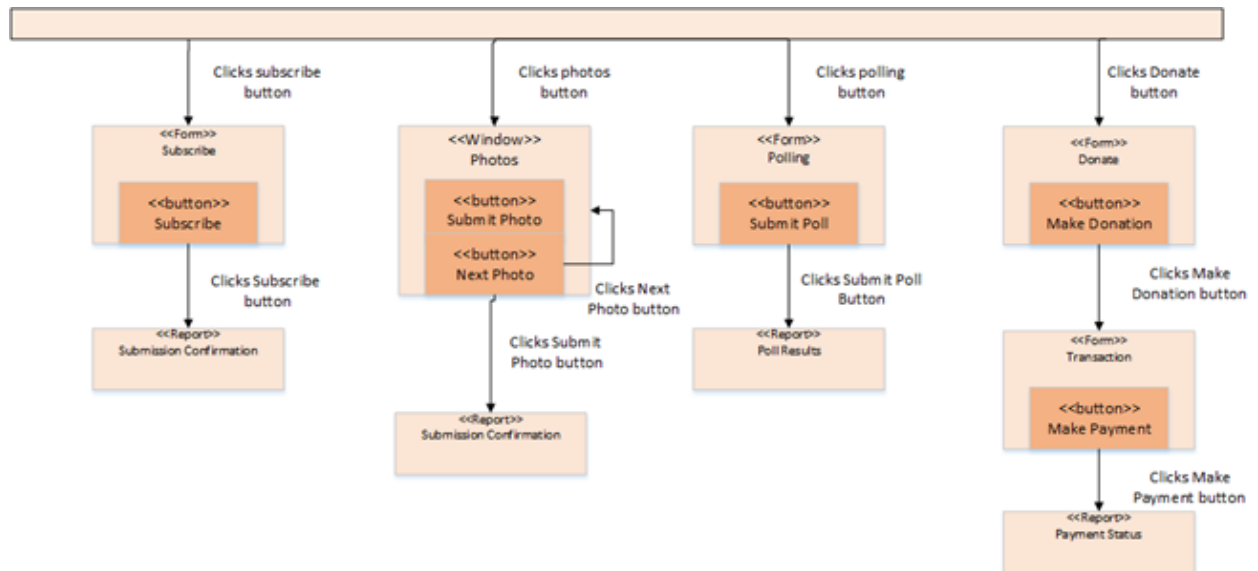 Clicks subscribe
button
Clicks photos
button
Clicks polling
button
Clicks Donate
button
<<Form>>
Subscribe
<<button>>
Subscribe
<<Window>>
Photos
<<button>>
Submit Photo
<<button>>
Next Photo
<<Form>>
Polling
<<button>>
Submit Poll
<<Form>>
Donate
<<button>>
Make Donation
Clicks Subscribe
button
Clicks Next
Photo button
Clicks Submit Poll
Button
Clicks Make
Donation button
<<Report>>
Submission Confirmation
Clicks Submit
Photo button
<<Report>>
Poll Results
<<Form>>
Transaction
<<button>>
Make Payment
<<Report>>
Submission Confirmation
Clicks Make
Payment button
<<Report>>
Payment Status